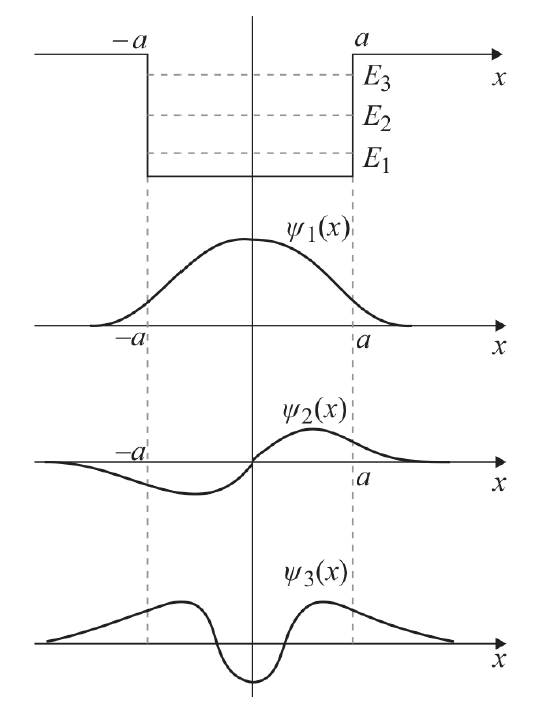 −a a
x
E₃
E₂
E₁
ψ₁(x)
−a a
x
ψ₂(x)
−a
a
x
ψ₃(x)
x